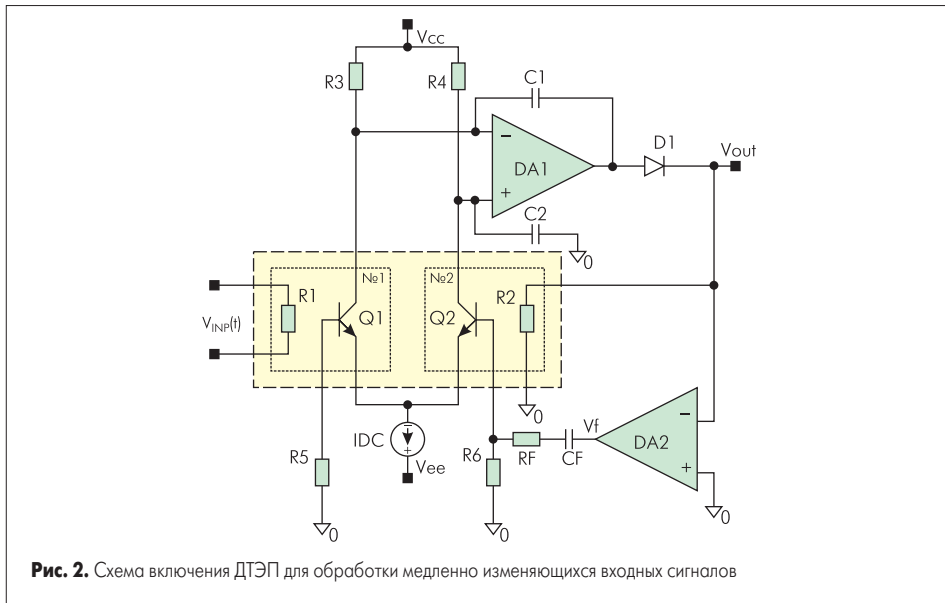 Vcc
R3
R4
C1
DA1
−
+
D1
Vout
C2
0
№1
№2
R1
R2
VINP(t)
Q1
Q2
0
IDC
−
+
Vee
R5
R6
RF
CF
Vf
DA2
−
+
0
0
0
Рис. 2. Схема включения ДТЭП для обработки медленно изменяющихся входных сигналов